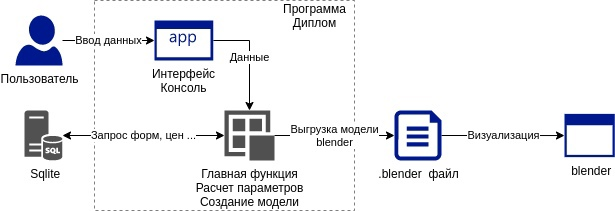 Программа
Диплом
Ввод данных
app
Пользователь
Интерфейс
Консоль
Данные
SQL
Запрос форм, цен ...
Выгрузка модели
blender
Визуализация
Sqlite
Главная функция
Расчет параметров
Создание модели
.blender файл
blender